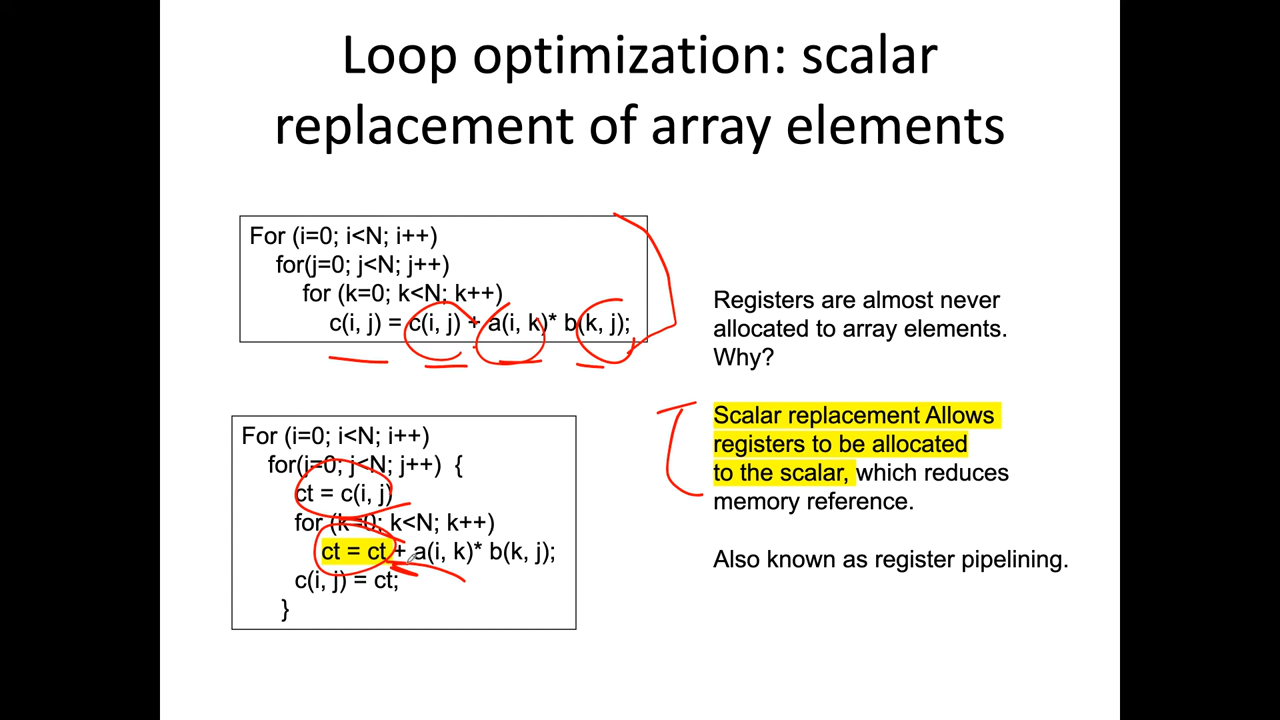 Loop optimization: scalar
replacement of array elements
For (i=0; i<N; i++)
for(j=0; j<N; j++)
for (k=0; k<N; k++)
c(i, j) = c(i, j) + a(i, k)* b(k, j);
Registers are almost never
allocated to array elements.
Why?
Scalar replacement Allows
registers to be allocated
to the scalar, which reduces
memory reference.
Also known as register pipelining.
For (i=0; i<N; i++)
for(j=0; j<N; j++) {
ct = c(i, j)
for (k=0; k<N; k++)
ct = ct + a(i, k)* b(k, j);
c(i, j) = ct;
}